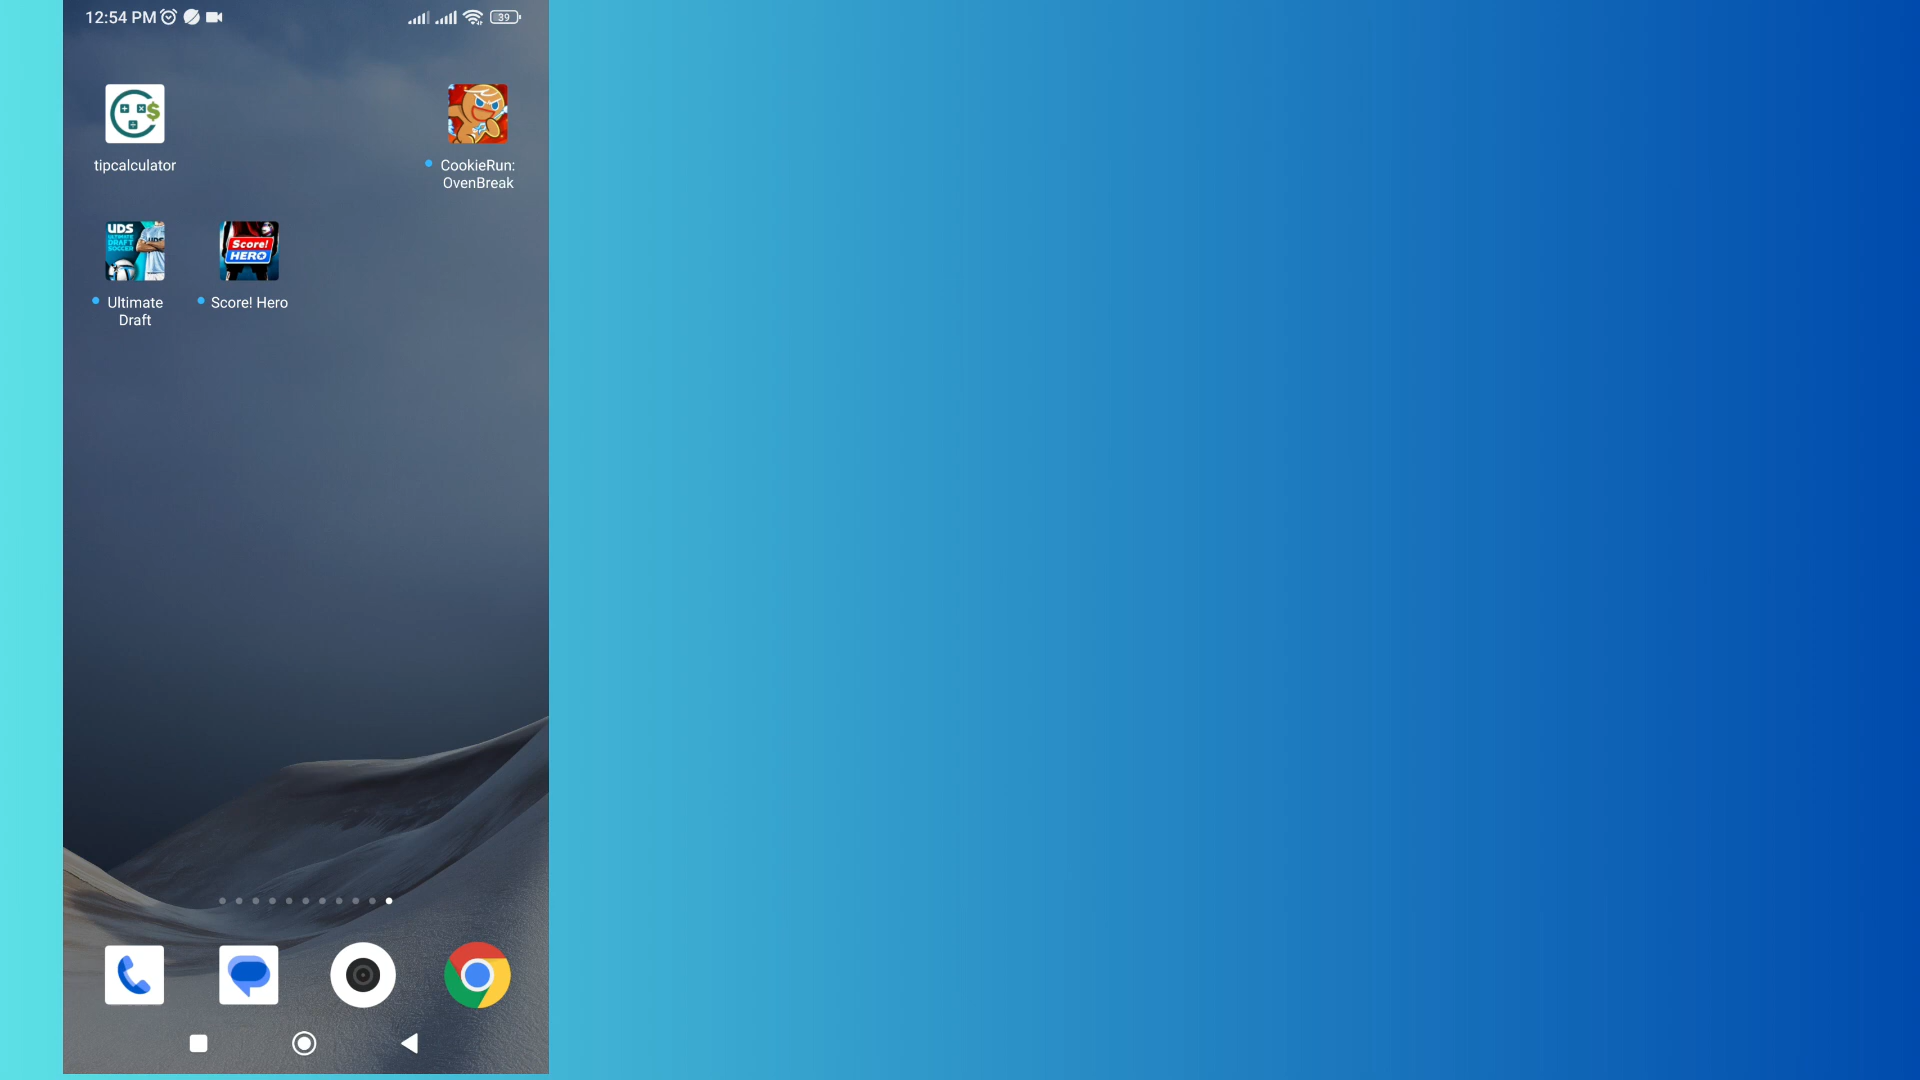 12:54 PM
39
tipcalculator
CookieRun:
OvenBreak
UDS
ULTIMATE
DRAFT
SOCCER
Score!
HERO
Ultimate
Draft
Score! Hero